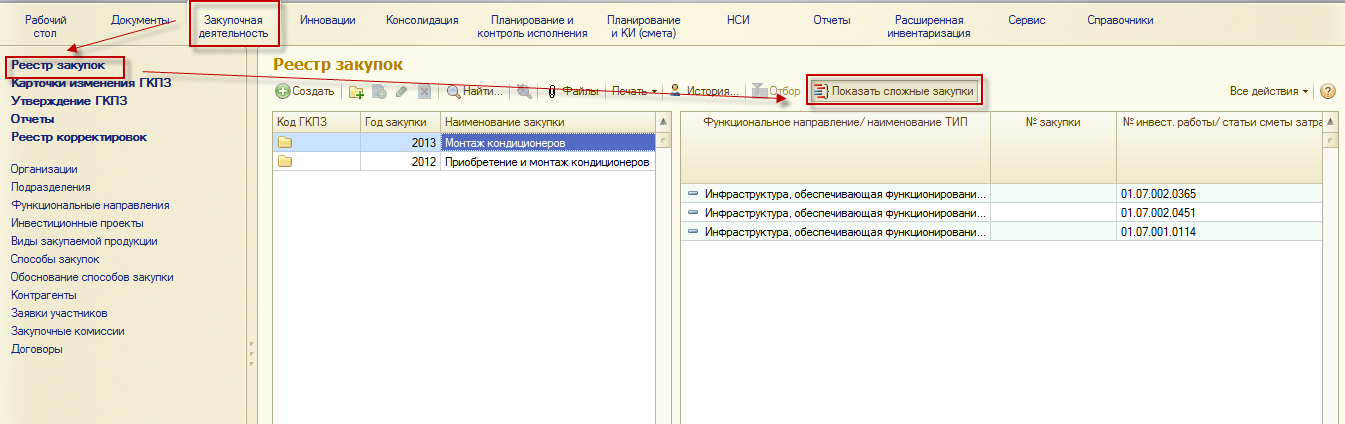 Рабочий стол
Документы
Закупочная деятельность
Инновации
Консолидация
Планирование и контроль исполнения
Планирование и КИ (смета)
НСИ
Отчеты
Расширенная инвентаризация
Сервис
Справочники
Реестр закупок
Карточки изменения ГКПЗ
Утверждение ГКПЗ
Отчеты
Реестр корректировок
Организации
Подразделения
Функциональные направления
Инвестиционные проекты
Виды закупаемой продукции
Способы закупок
Обоснование способов закупки
Контрагенты
Заявки участников
Закупочные комиссии
Договоры
Реестр закупок
Создать Найти... Файлы Печать История... Отбор Показать сложные закупки Все действия ?
Код ГКПЗ Год закупки Наименование закупки
2013 Монтаж кондиционеров
2012 Приобретение и монтаж кондиционеров
Функциональное направление/ наименование ТИП № закупки № инвест. работы/ статьи сметы затра
Инфраструктура, обеспечивающая функционировани... 01.07.002.0365
Инфраструктура, обеспечивающая функционировани... 01.07.002.0451
Инфраструктура, обеспечивающая функционировани... 01.07.001.0114